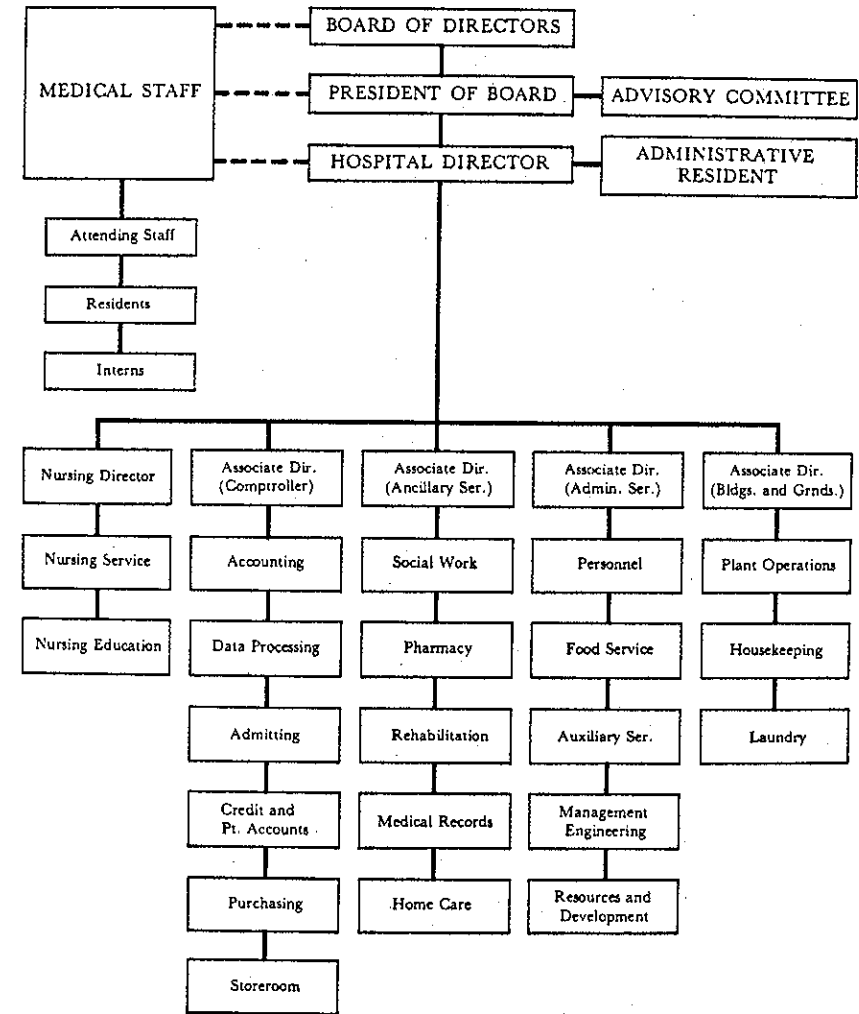 BOARD OF DIRECTORS
MEDICAL STAFF
PRESIDENT OF BOARD
ADVISORY COMMITTEE
HOSPITAL DIRECTOR
ADMINISTRATIVE
RESIDENT
Attending Staff
Residents
Interns
Nursing Director
Nursing Service
Nursing Education
Associate Dir.
(Comptroller)
Accounting
Data Processing
Admitting
Credit and
Pt. Accounts
Purchasing
Storeroom
Associate Dir.
(Ancillary Ser.)
Social Work
Pharmacy
Rehabilitation
Medical Records
Home Care
Associate Dir.
(Admin. Ser.)
Personnel
Food Service
Auxiliary Ser.
Management
Engineering
Resources and
Development
Associate Dir.
(Bldgs. and Grnds.)
Plant Operations
Housekeeping
Laundry